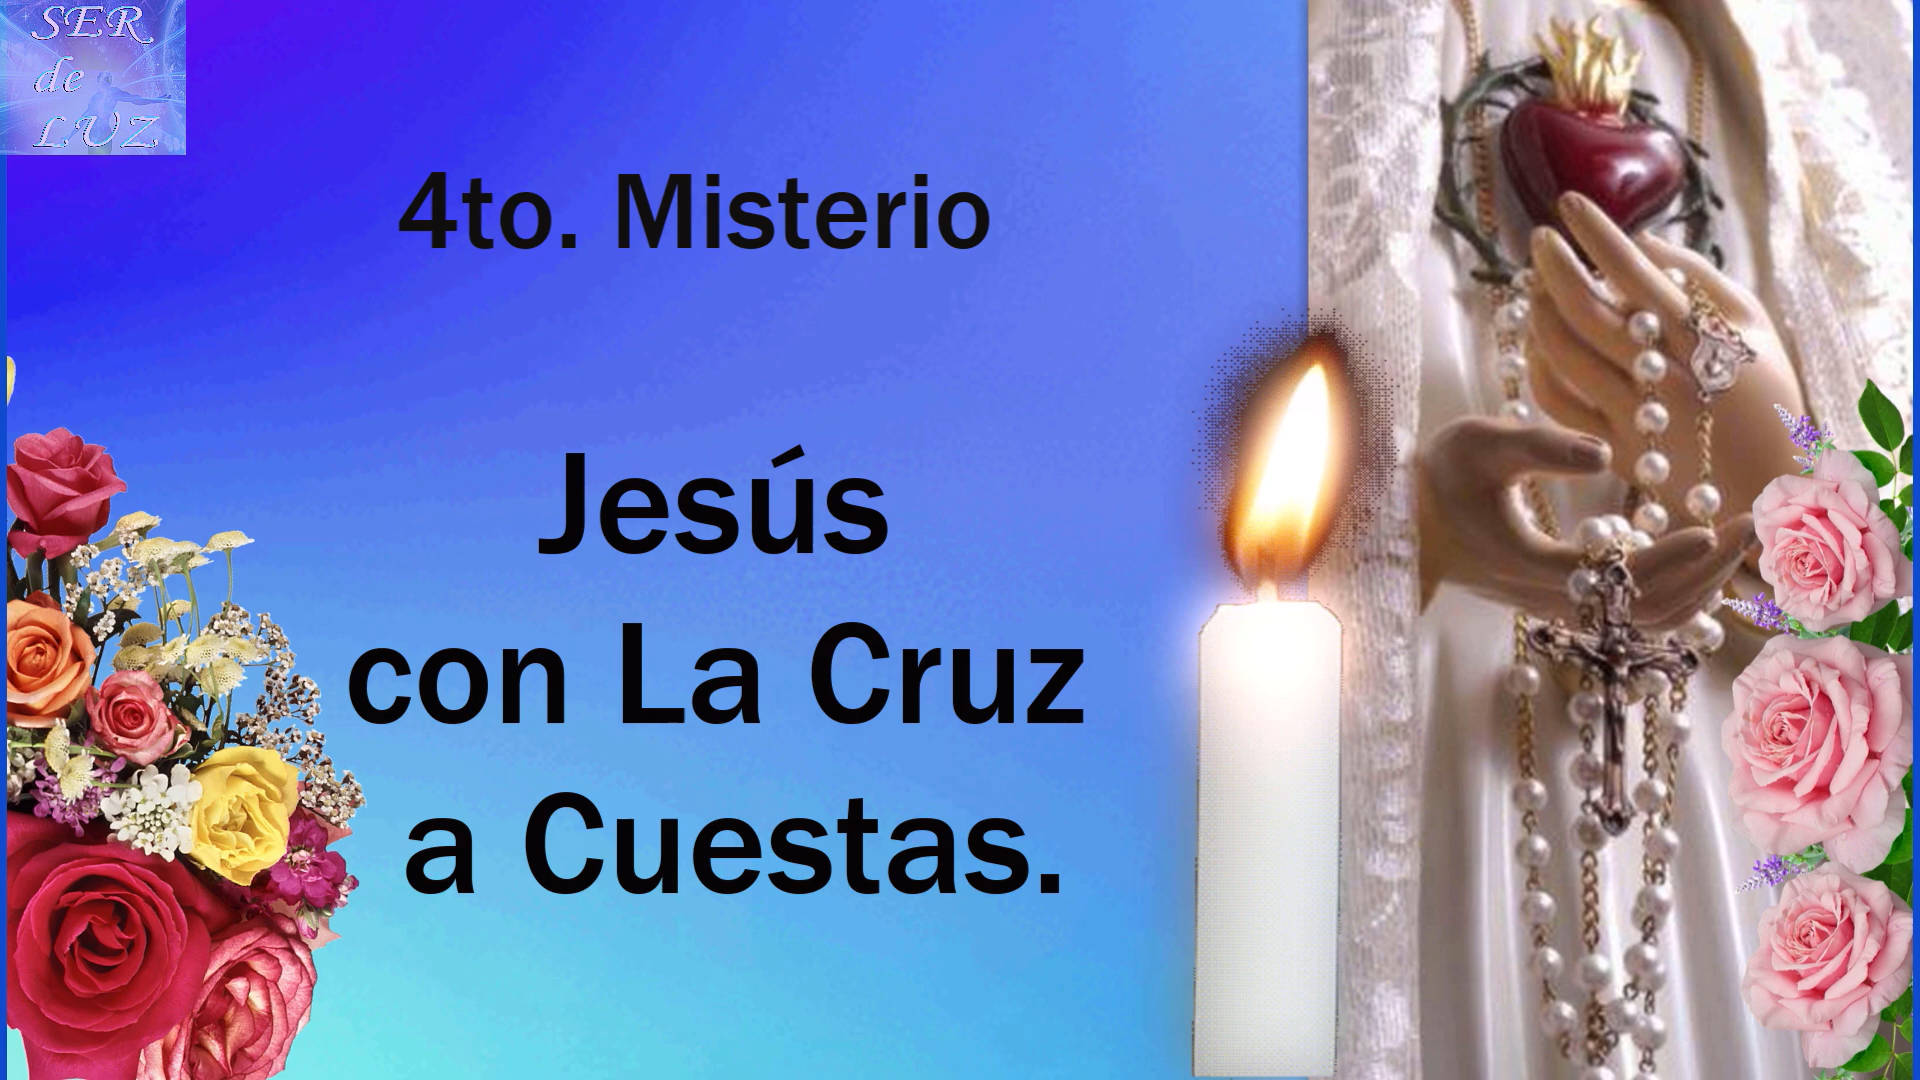 SER
de
LUZ
4to. Misterio
Jesús
con La Cruz
a Cuestas.